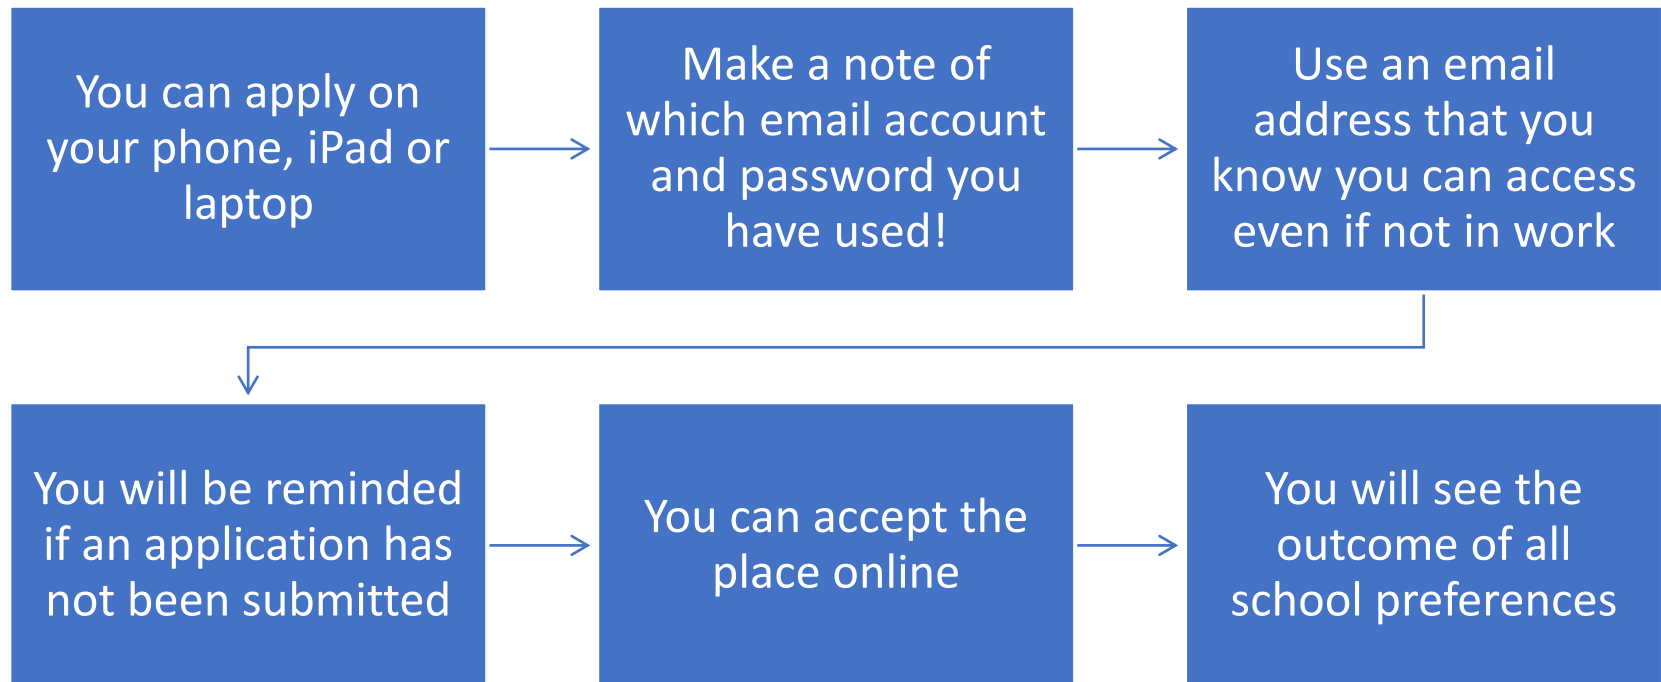 You can apply on
your phone, iPad or
laptop
Make a note of
which email account
and password you
have used!
Use an email
address that you
know you can access
even if not in work
You will be reminded
if an application has
not been submitted
You can accept the
place online
You will see the
outcome of all
school preferences